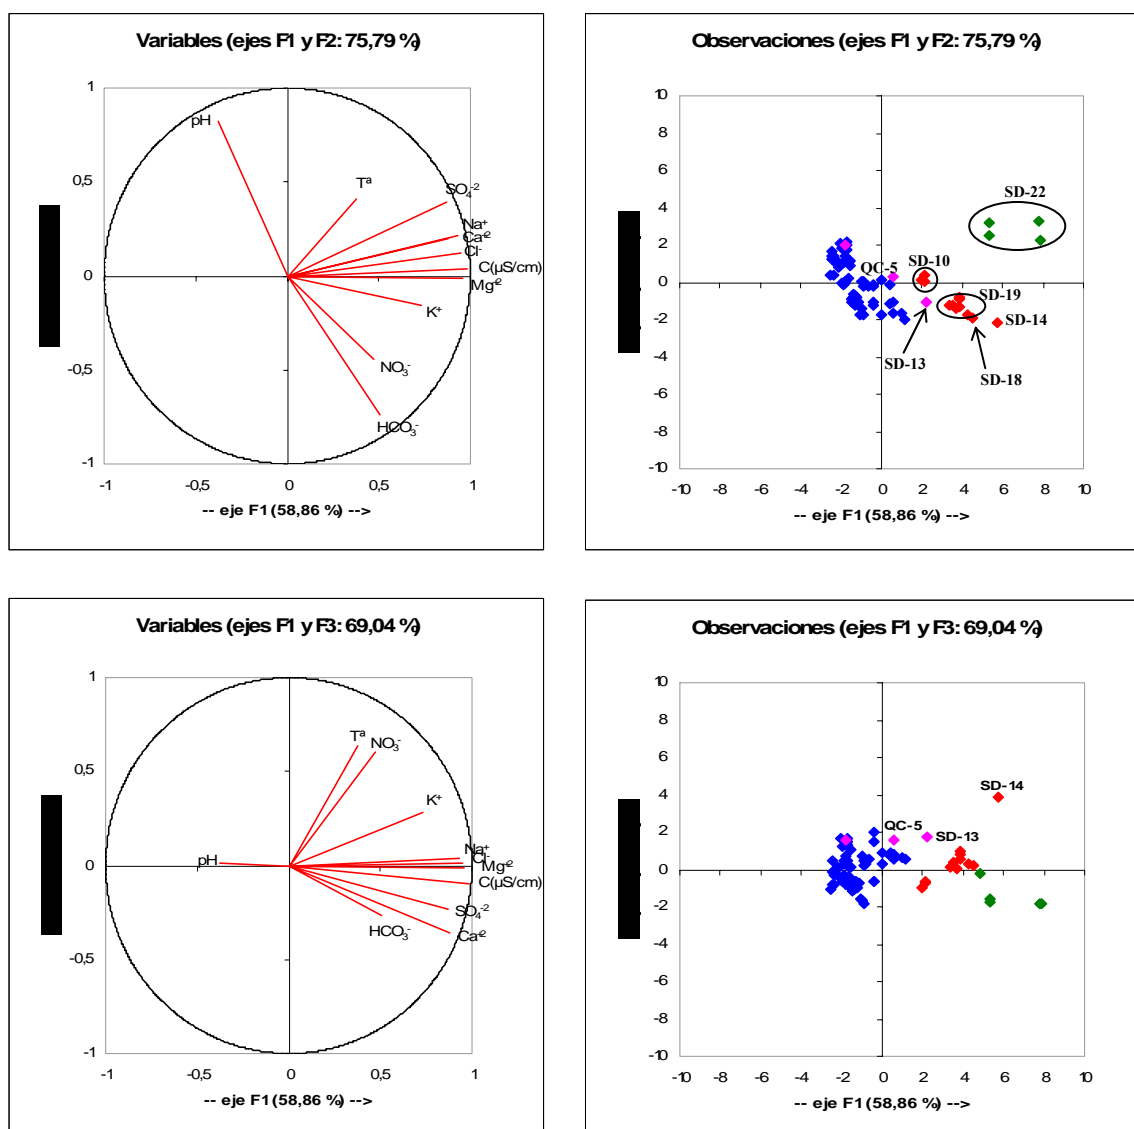 Variables (ejes F1 y F2: 75,79 %)
1
0,5
0
-0,5
-1
-1 -0,5 0 0,5 1
pH
Tª
SO₄⁻²
Na⁺
Ca⁺²
Cl⁻
C(µS/cm)
Mg⁺²
K⁺
NO₃⁻
HCO₃⁻
-- eje F1 (58,86 %) -->
Observaciones (ejes F1 y F2: 75,79 %)
10
8
6
4
2
0
-2
-4
-6
-8
-10
-10 -8 -6 -4 -2 0 2 4 6 8 10
SD-22
QC-5
SD-10
SD-19
SD-14
SD-13
SD-18
-- eje F1 (58,86 %) -->
Variables (ejes F1 y F3: 69,04 %)
1
0,5
0
-0,5
-1
-1 -0,5 0 0,5 1
Tª
NO₃⁻
K⁺
Na⁺
Cl⁻
pH
Mg⁺²
C(µS/cm)
SO₄⁻²
HCO₃⁻
Ca⁺²
-- eje F1 (58,86 %) -->
Observaciones (ejes F1 y F3: 69,04 %)
10
8
6
4
2
0
-2
-4
-6
-8
-10
-10 -8 -6 -4 -2 0 2 4 6 8 10
SD-14
QC-5
SD-13
-- eje F1 (58,86 %) -->